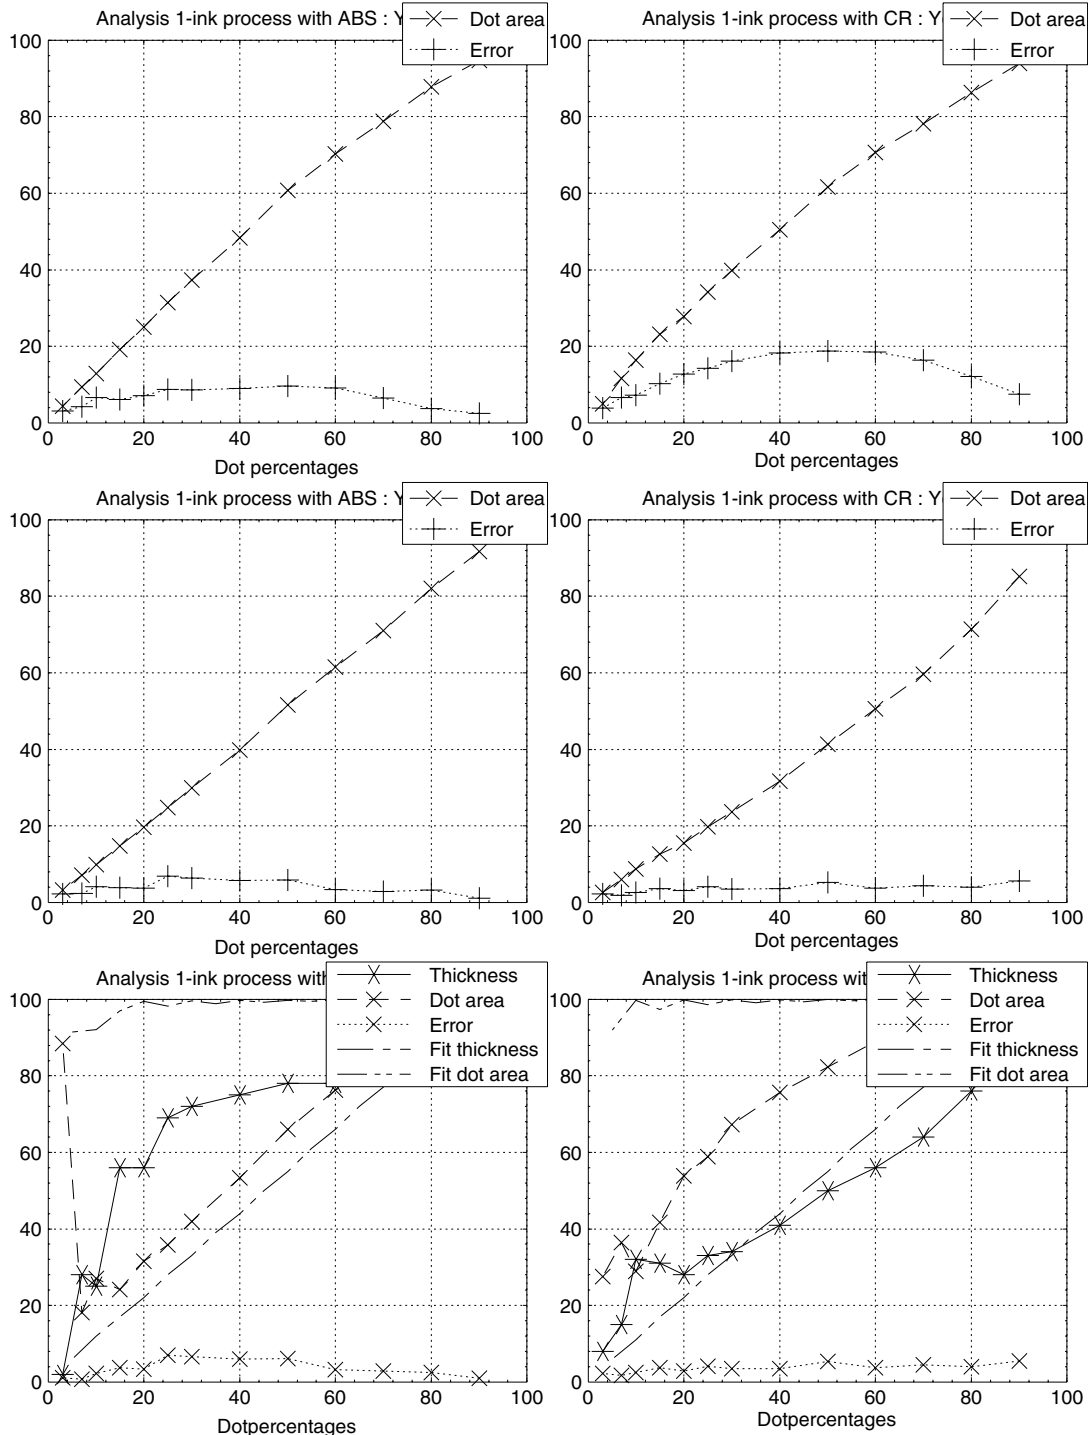 Analysis 1-ink process with ABS : Y
Dot area
Error
100
80
60
40
20
0
0 20 40 60 80 100
Dot percentages
Analysis 1-ink process with CR : Y
Dot area
Error
100
80
60
40
20
0
0 20 40 60 80 100
Dot percentages
Analysis 1-ink process with ABS : Y
Dot area
Error
100
80
60
40
20
0
0 20 40 60 80 100
Dot percentages
Analysis 1-ink process with CR : Y
Dot area
Error
100
80
60
40
20
0
0 20 40 60 80 100
Dot percentages
Analysis 1-ink process with
Thickness
Dot area
Error
Fit thickness
Fit dot area
100
80
60
40
20
0
0 20 40 60 80 100
Dotpercentages
Analysis 1-ink process wit
Thickness
Dot area
Error
Fit thickness
Fit dot area
100
80
60
40
20
0
0 20 40 60 80 100
Dotpercentages